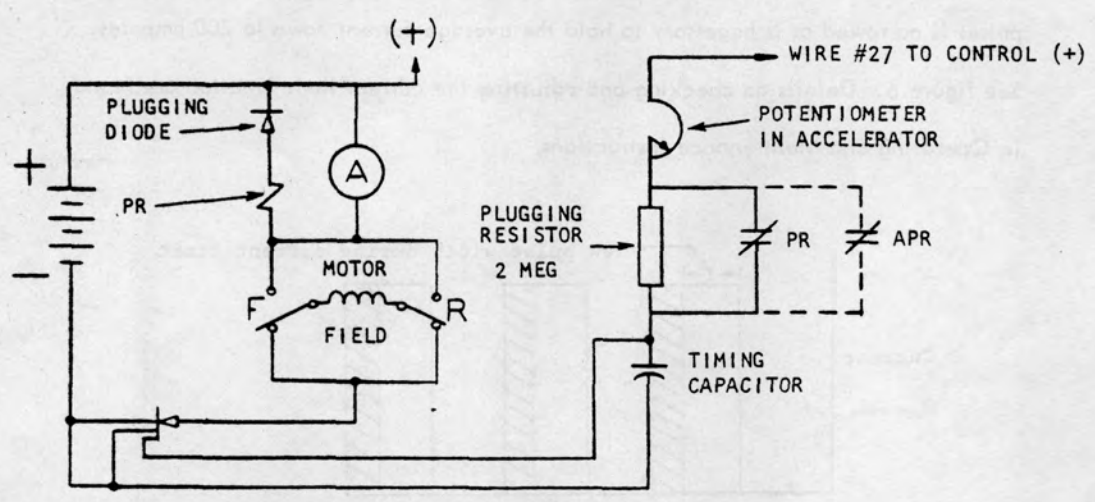 (+)
WIRE #27 TO CONTROL (+)
PLUGGING
DIODE
POTENTIOMETER
IN ACCELERATOR
+
A
PR
PLUGGING
RESISTOR
2 MEG
PR
APR
−
MOTOR
F
R
FIELD
TIMING
CAPACITOR